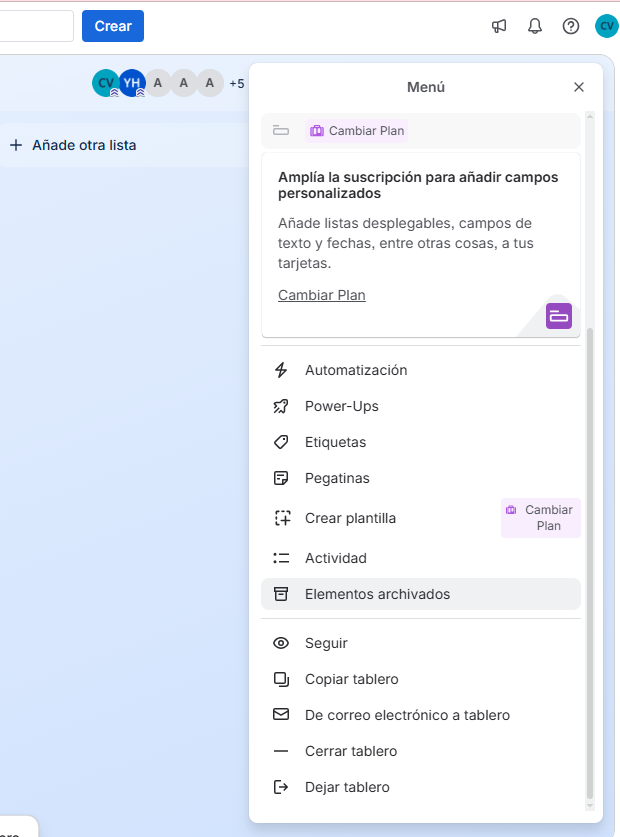 Crear
CV
CV YH A A A +5
Menú
Añade otra lista
Cambiar Plan
Amplía la suscripción para añadir campos
personalizados
Añade listas desplegables, campos de
texto y fechas, entre otras cosas, a tus
tarjetas.
Cambiar Plan
Automatización
Power-Ups
Etiquetas
Pegatinas
Crear plantilla
Cambiar
Plan
Actividad
Elementos archivados
Seguir
Copiar tablero
De correo electrónico a tablero
Cerrar tablero
Dejar tablero